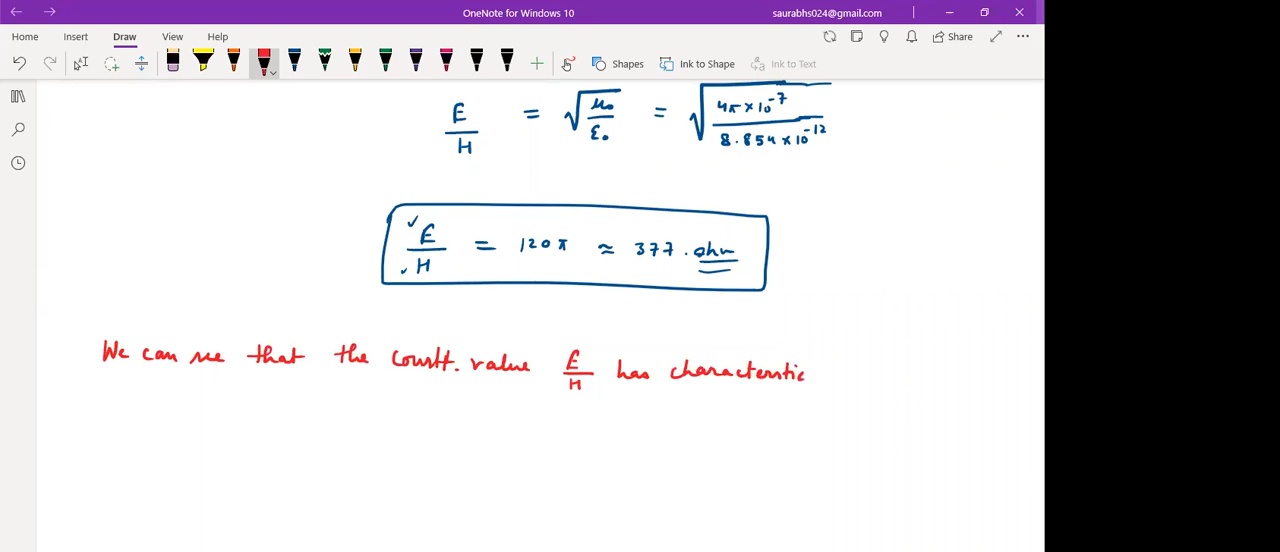 OneNote for Windows 10
saurabhs024@gmail.com
Home Insert Draw View Help
Share
Shapes Ink to Shape Ink to Text
E/H = √(μ₀/ε₀) = √(4π×10⁻⁷/8.854×10⁻¹²)
E/H = 120π ≈ 377. ohm
We can see that the constt. value E/H has characteristic